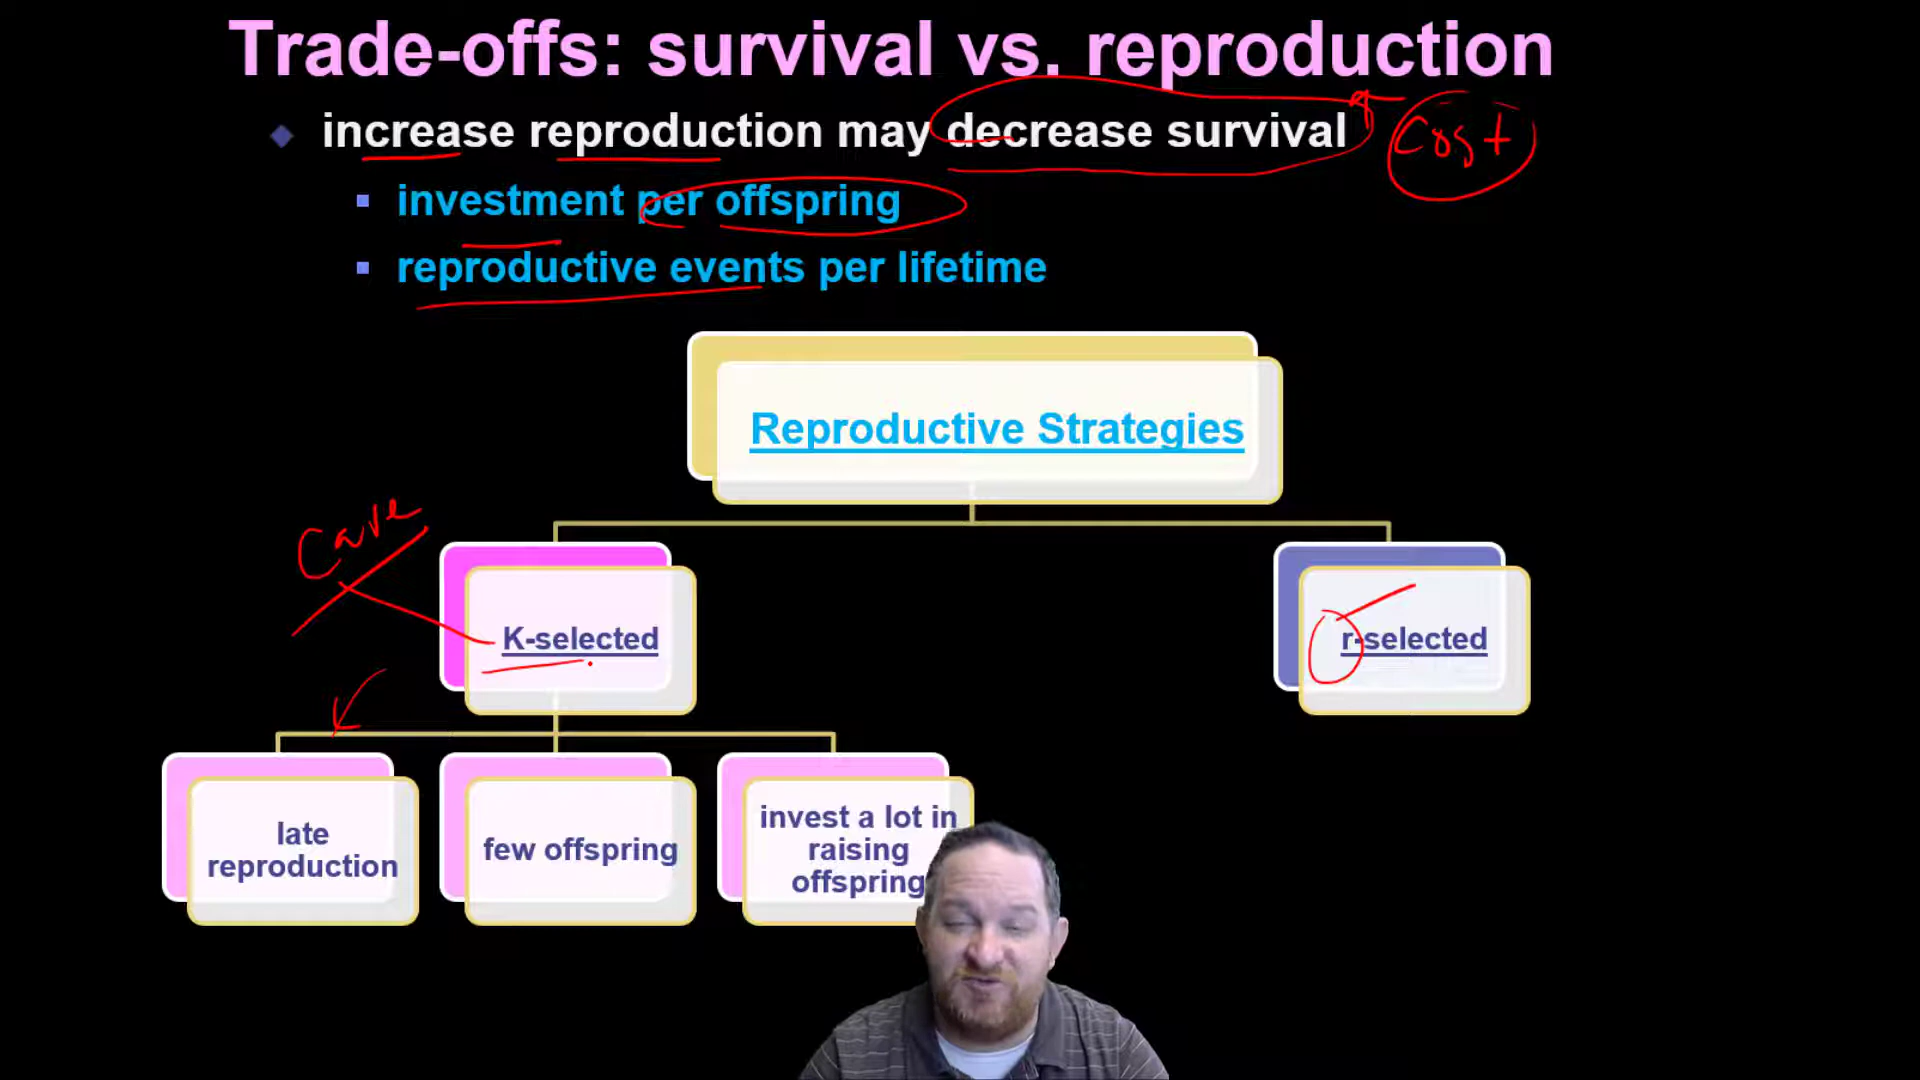 Trade-offs: survival vs. reproduction
increase reproduction may decrease survival
Cost
investment per offspring
reproductive events per lifetime
Reproductive Strategies
Care
K-selected
r-selected
late
reproduction
few offspring
invest a lot in
raising
offspring